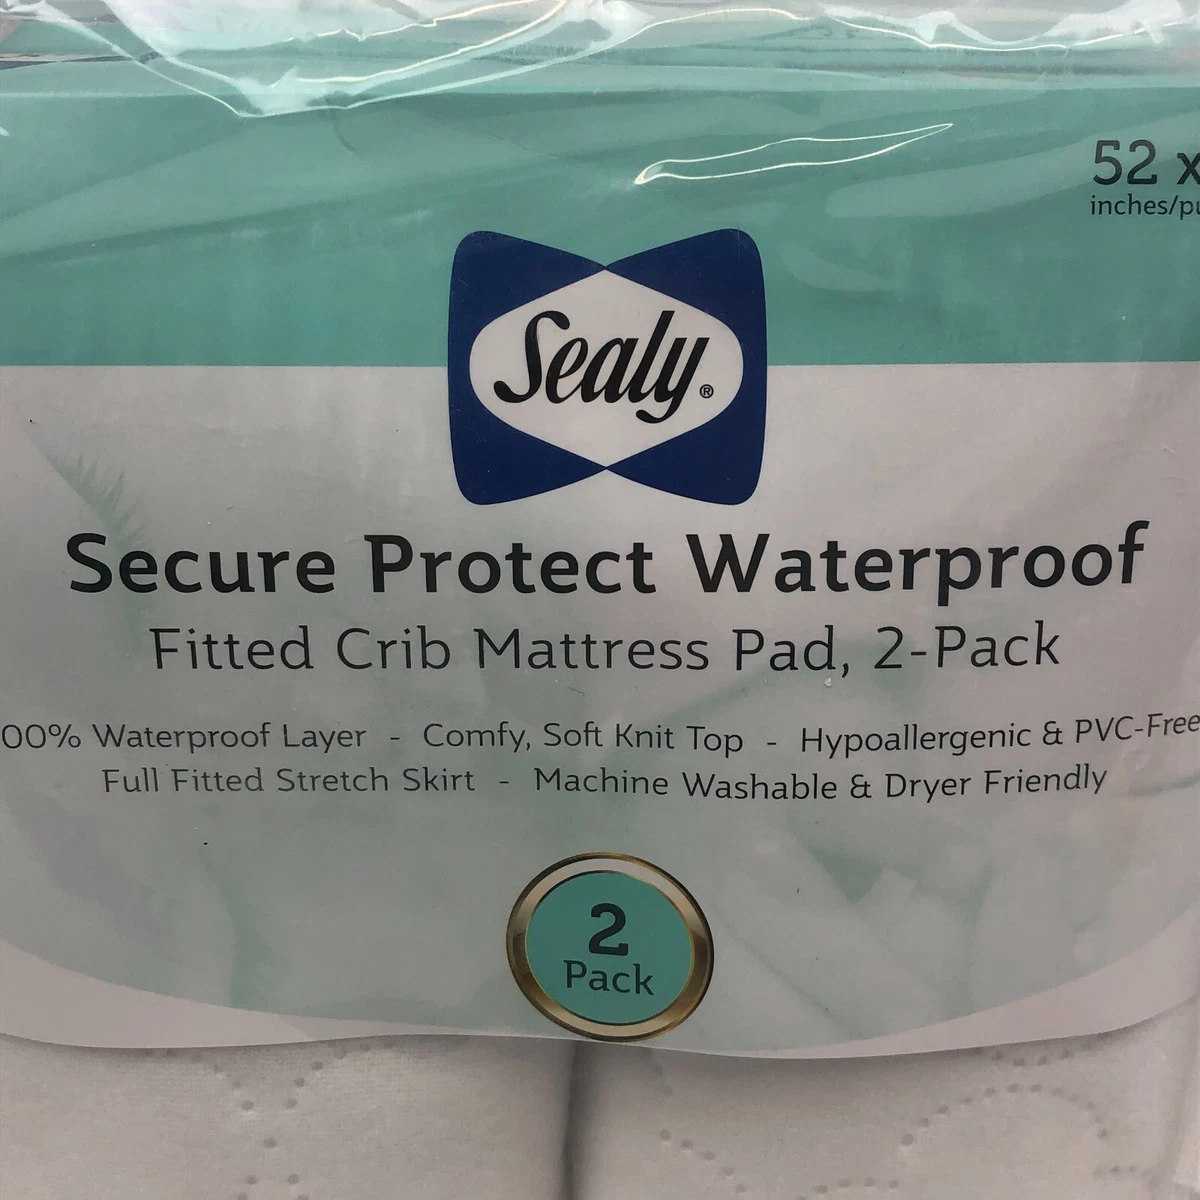 52 x
inches/pu
Sealy®
Secure Protect Waterproof
Fitted Crib Mattress Pad, 2-Pack
00% Waterproof Layer - Comfy, Soft Knit Top - Hypoallergenic & PVC-Free
Full Fitted Stretch Skirt - Machine Washable & Dryer Friendly
2
Pack